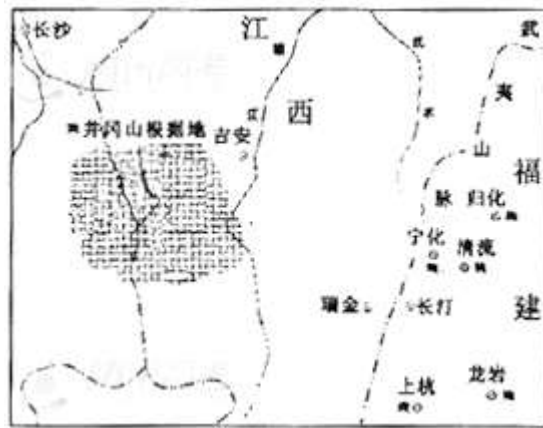 长沙
江
武
夷
西
井冈山根据地
吉安
江
山
福
脉
归化
宁化
清流
瑞金
长汀
建
上杭
龙岩